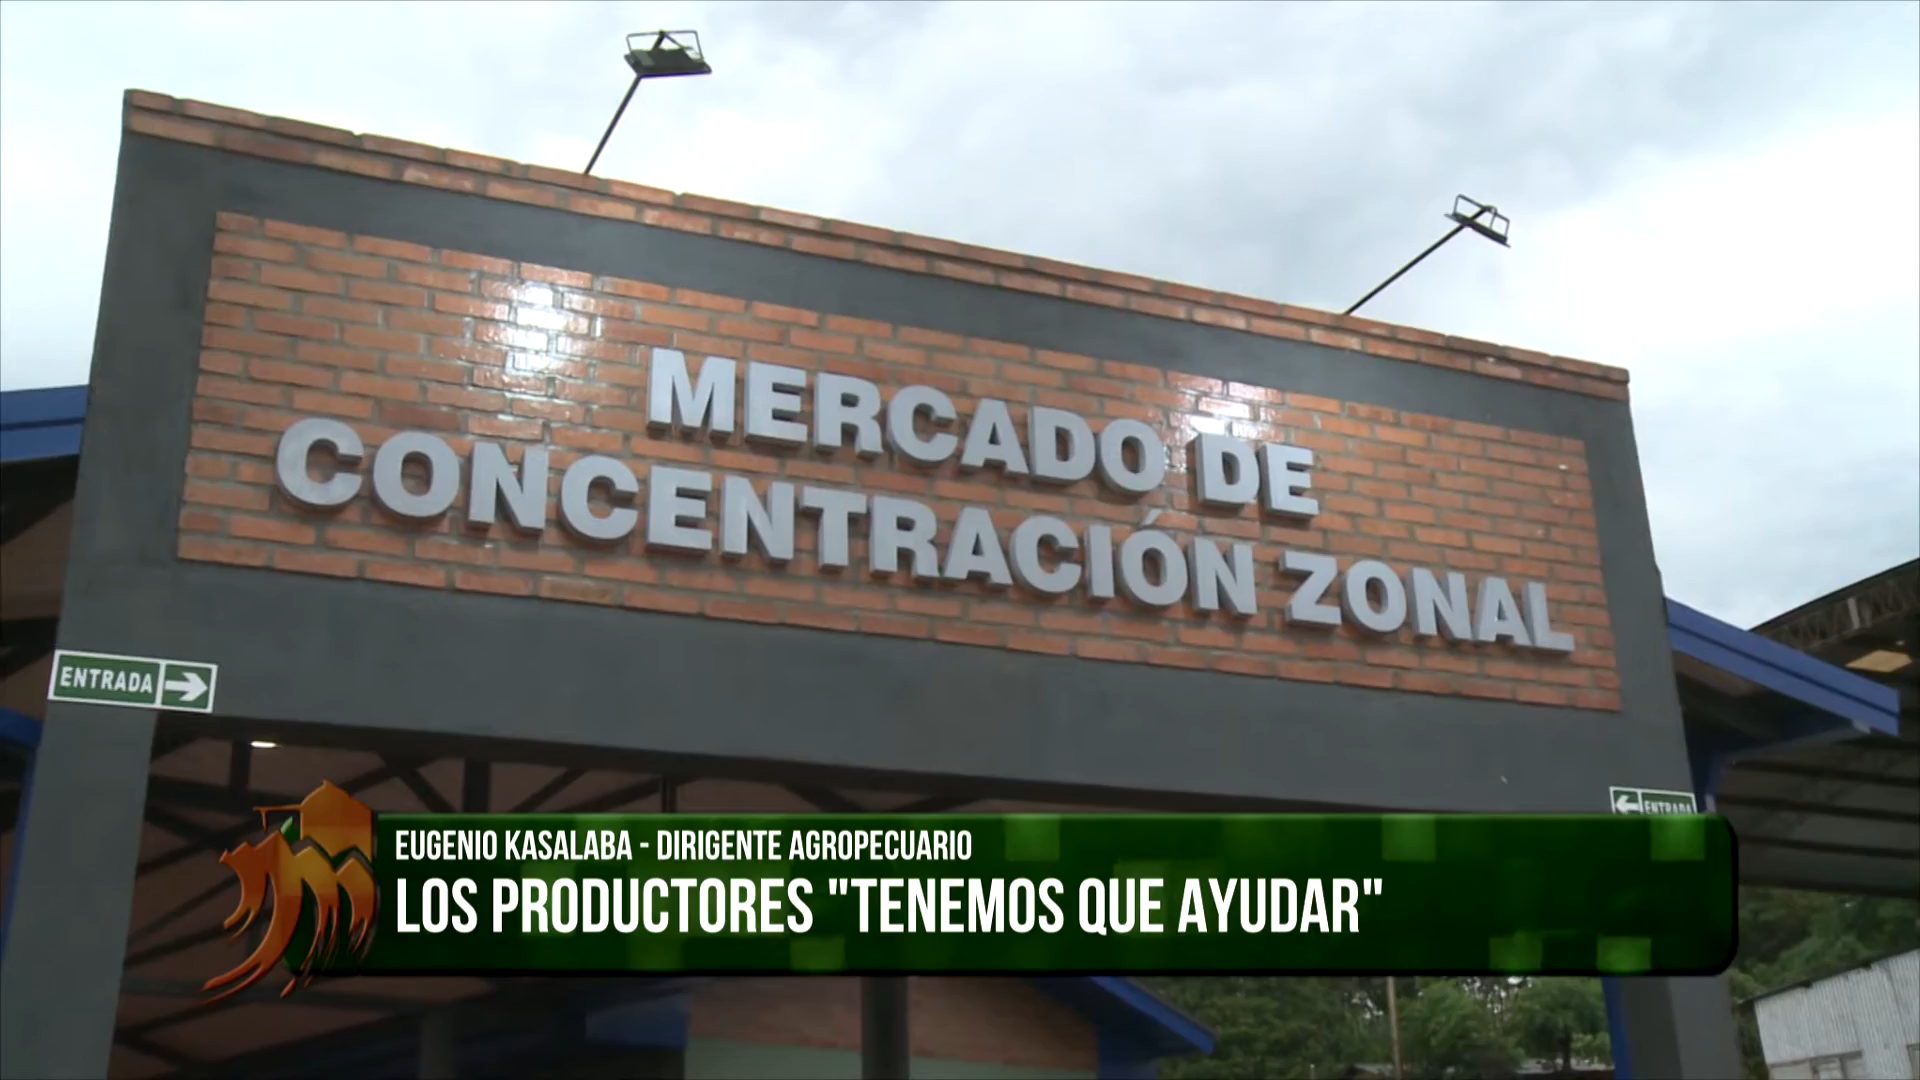 MERCADO DE
CONCENTRACIÓN ZONAL
ENTRADA
ENTRADA
EUGENIO KASALABA - DIRIGENTE AGROPECUARIO
LOS PRODUCTORES "TENEMOS QUE AYUDAR"